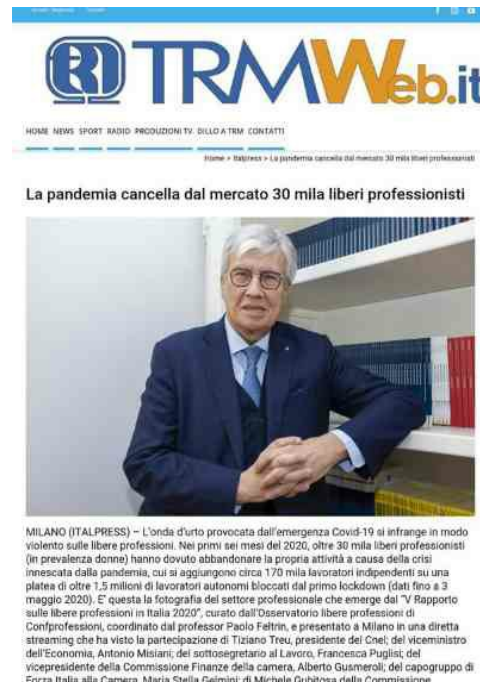 TRMWeb.it
HOME NEWS SPORT RADIO PRODUZIONI TV. DILLO A TRM CONTATTI
Home > Italpress > La pandemia cancella dal mercato 30 mila liberi professionisti
La pandemia cancella dal mercato 30 mila liberi professionisti
MILANO (ITALPRESS) – L'onda d'urto provocata dall'emergenza Covid-19 si infrange in modo
violento sulle libere professioni. Nei primi sei mesi del 2020, oltre 30 mila liberi professionisti
(in prevalenza donne) hanno dovuto abbandonare la propria attività a causa della crisi
innescata dalla pandemia, cui si aggiungono circa 170 mila lavoratori indipendenti su una
platea di oltre 1,5 milioni di lavoratori autonomi bloccati dal primo lockdown (dati fino a 3
maggio 2020). E' questa la fotografia del settore professionale che emerge dal "V Rapporto
sulle libere professioni in Italia 2020", curato dall'Osservatorio libere professioni di
Confprofessioni, coordinato dal professor Paolo Feltrin, e presentato a Milano in una diretta
streaming che ha visto la partecipazione di Tiziano Treu, presidente del Cnel; del viceministro
dell'Economia, Antonio Misiani; del sottosegretario al Lavoro, Francesca Puglisi; del
vicepresidente della Commissione Finanze della camera, Alberto Gusmeroli; del capogruppo di
Forza Italia alla Camera, Maria Stella Gelmini; di Michele Gubitosa della Commissione